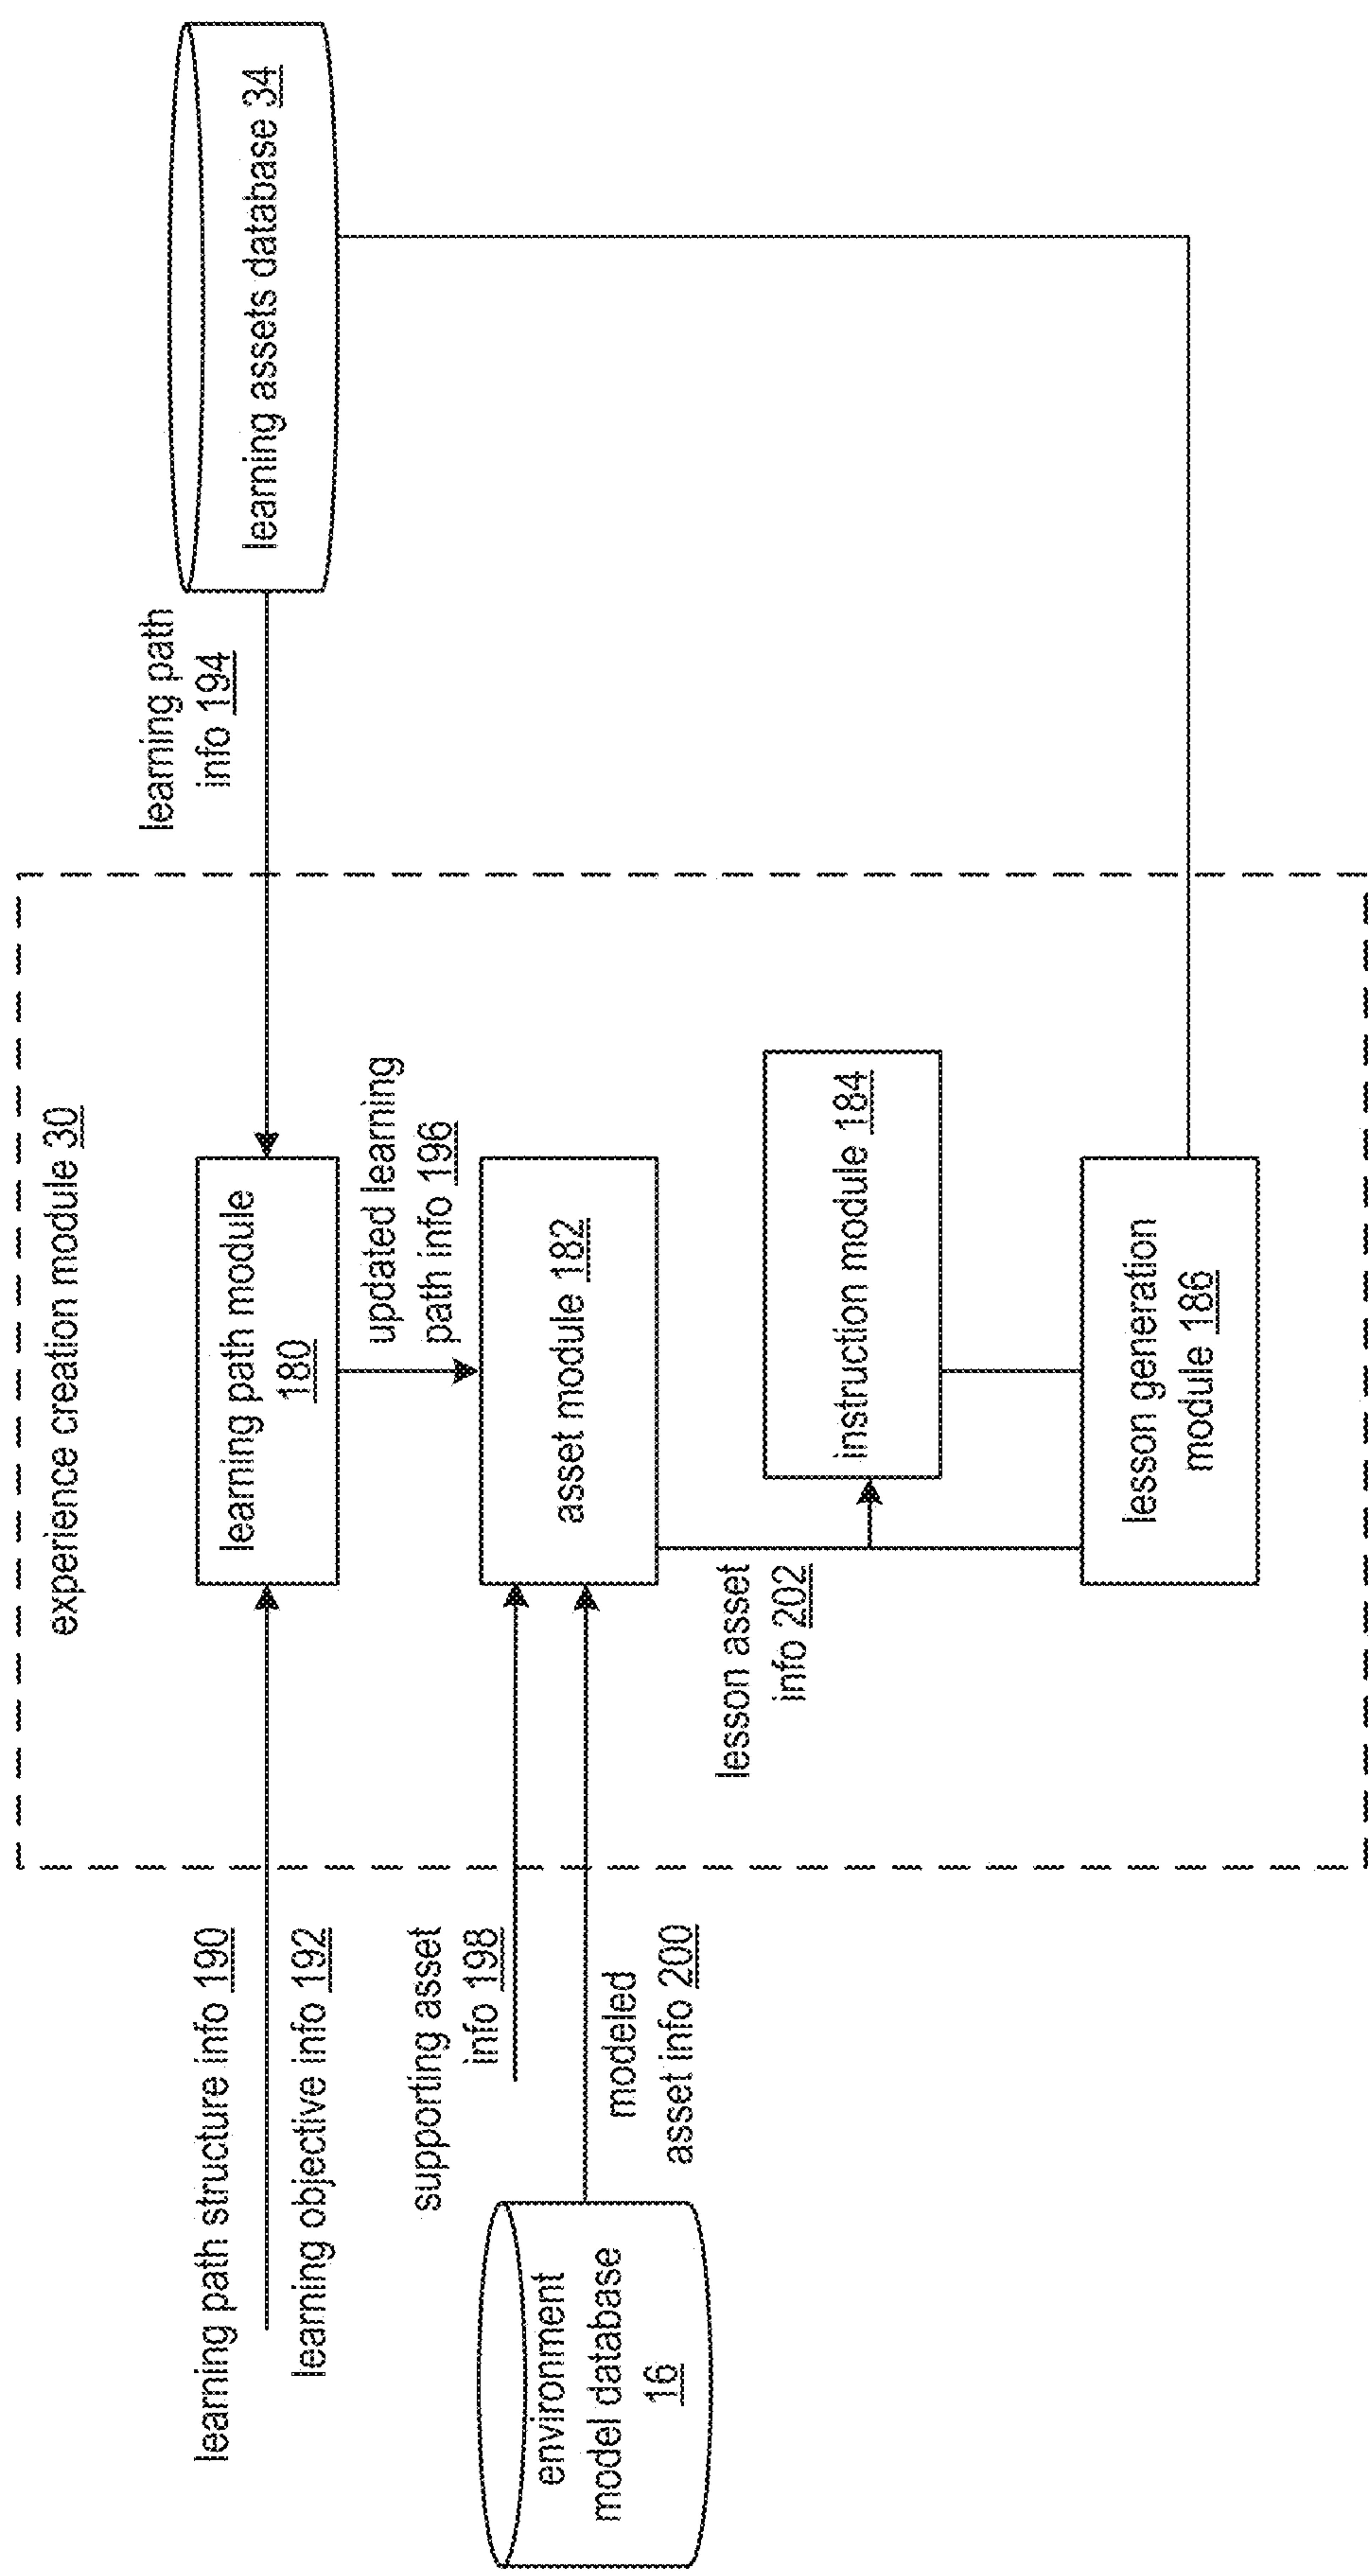 experience creation module 30
learning path structure info 190
learning objective info 192
learning path module
180
learning path
info 194
learning assets database 34
updated learning
path info 196
supporting asset
info 198
asset module 182
environment
model database
16
modeled
asset info 200
lesson asset
info 202
instruction module 184
lesson generation
module 186